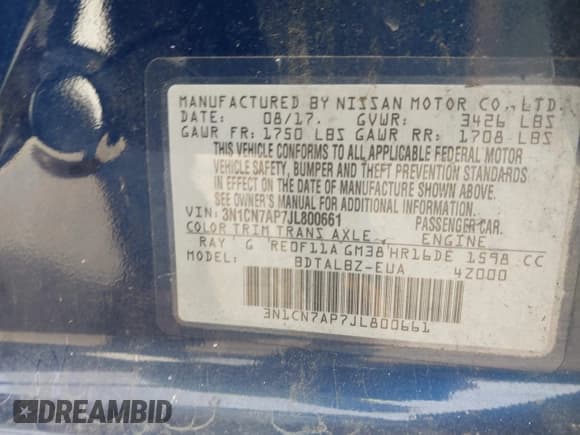 MANUFACTURED BY NISSAN MOTOR CO., LTD.
DATE: 08/17. GVWR: 3426 LBS
GAWR FR: 1750 LBS GAWR RR: 1708 LBS
THIS VEHICLE CONFORMS TO ALL APPLICABLE FEDERAL MOTOR
VEHICLE SAFETY, BUMPER AND THEFT PREVENTION STANDARDS
IN EFFECT ON THE DATE OF MANUFACTURE SHOWN ABOVE.
SEE OWNER'S MANUAL FOR ADDITIONAL INFORMATION.
VIN: 3N1CN7AP7JL800661 PASSENGER CAR.
COLOR TRIM TRANS AXLE ENGINE
RAY G RE0F11A GM38 HR16DE 1598 CC
MODEL: BDTALBZ-EUA 4Z000
3N1CN7AP7JL800661
DREAMBID